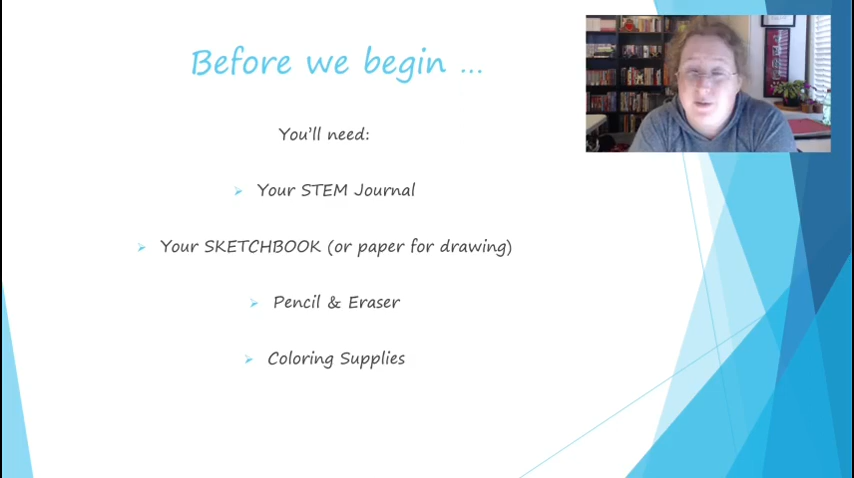 Before we begin ...
You'll need:
Your STEM Journal
Your SKETCHBOOK (or paper for drawing)
Pencil & Eraser
Coloring Supplies